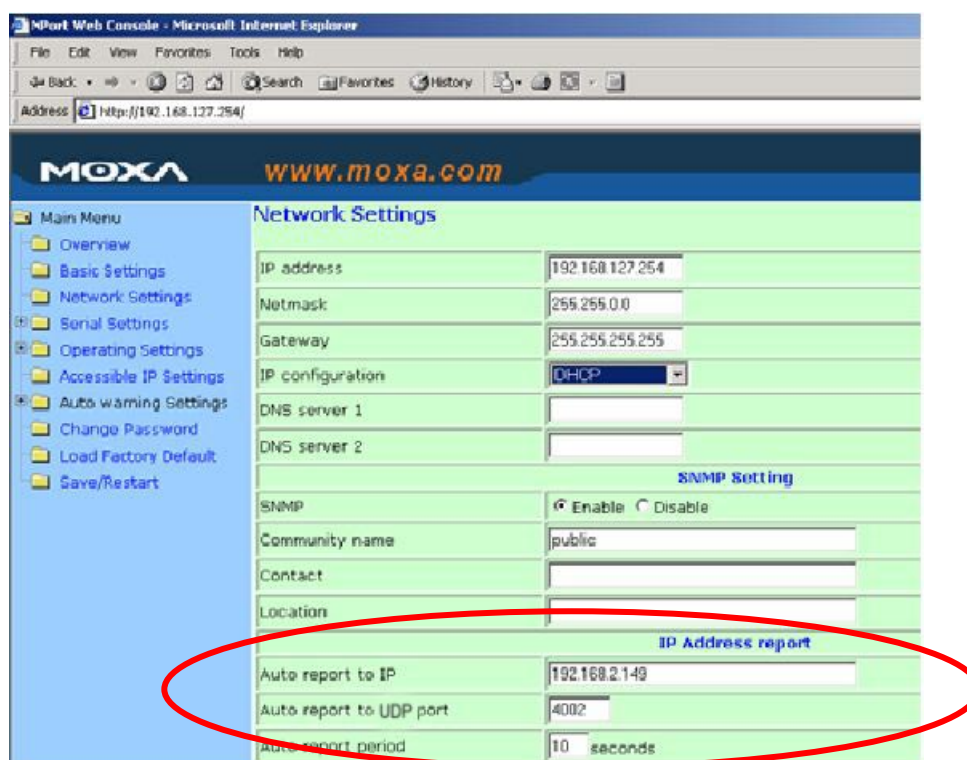 NPort Web Console - Microsoft Internet Explorer
File Edit View Favorites Tools Help
Back Search Favorites History
Address http://192.168.127.254/
MOXA www.moxa.com
Main Menu
Overview
Basic Settings
Network Settings
Serial Settings
Operating Settings
Accessible IP Settings
Auto warning Settings
Change Password
Load Factory Default
Save/Restart
Network Settings
IP address 192.168.127.254
Netmask 255.255.0.0
Gateway 255.255.255.255
IP configuration DHCP
DNS server 1
DNS server 2
SNMP Setting
SNMP Enable Disable
Community name public
Contact
Location
IP Address report
Auto report to IP 192.168.2.149
Auto report to UDP port 4002
Auto report period 10 seconds